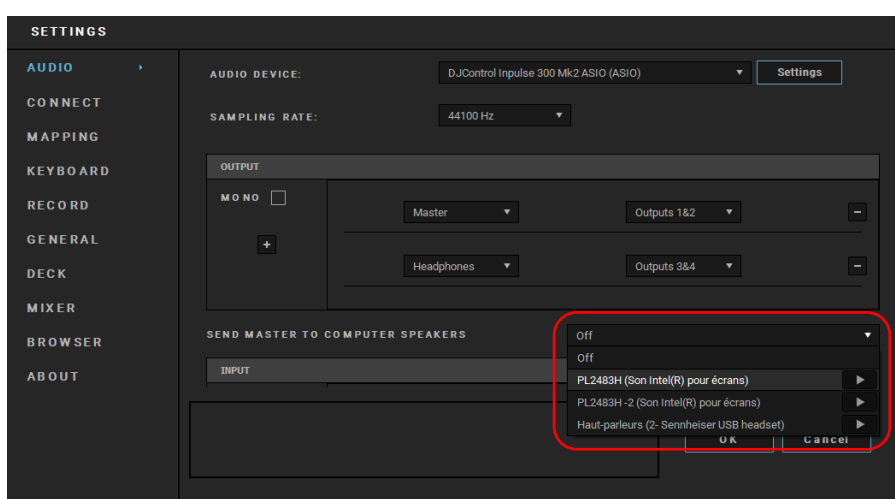 SETTINGS
AUDIO
CONNECT
MAPPING
KEYBOARD
RECORD
GENERAL
DECK
MIXER
BROWSER
ABOUT
AUDIO DEVICE:
DJControl Inpulse 300 Mk2 ASIO (ASIO)
Settings
SAMPLING RATE:
44100 Hz
OUTPUT
MONO
+
Master
Outputs 1&2
−
Headphones
Outputs 3&4
−
SEND MASTER TO COMPUTER SPEAKERS
Off
Off
PL2483H (Son Intel(R) pour écrans)
PL2483H -2 (Son Intel(R) pour écrans)
Haut-parleurs (2- Sennheiser USB headset)
INPUT
OK
Cancel